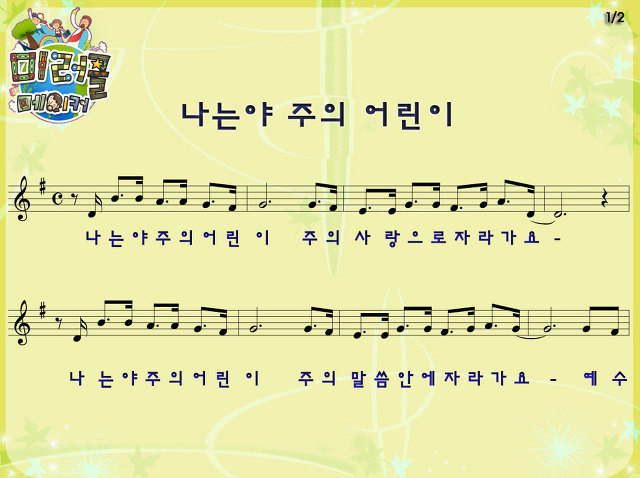 1/2
미러클
메이커
나는야 주의 어린이
나 는 야 주 의 어 린 이 주 의 사 랑 으 로 자 라 가 요 -
나 는 야 주 의 어 린 이 주 의 말 씀 안 에 자 라 가 요 - 예 수